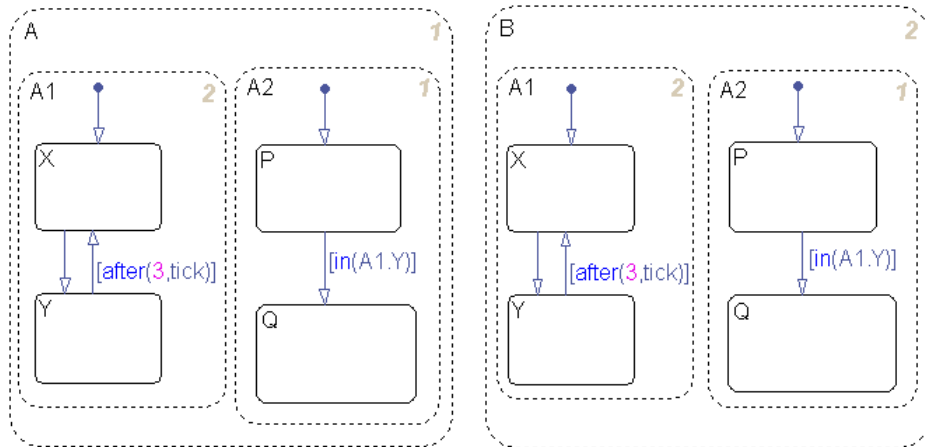 A 1
A1 2
X
[after(3,tick)]
Y
A2 1
P
[in(A1.Y)]
Q
B 2
A1 2
X
[after(3,tick)]
Y
A2 1
P
[in(A1.Y)]
Q